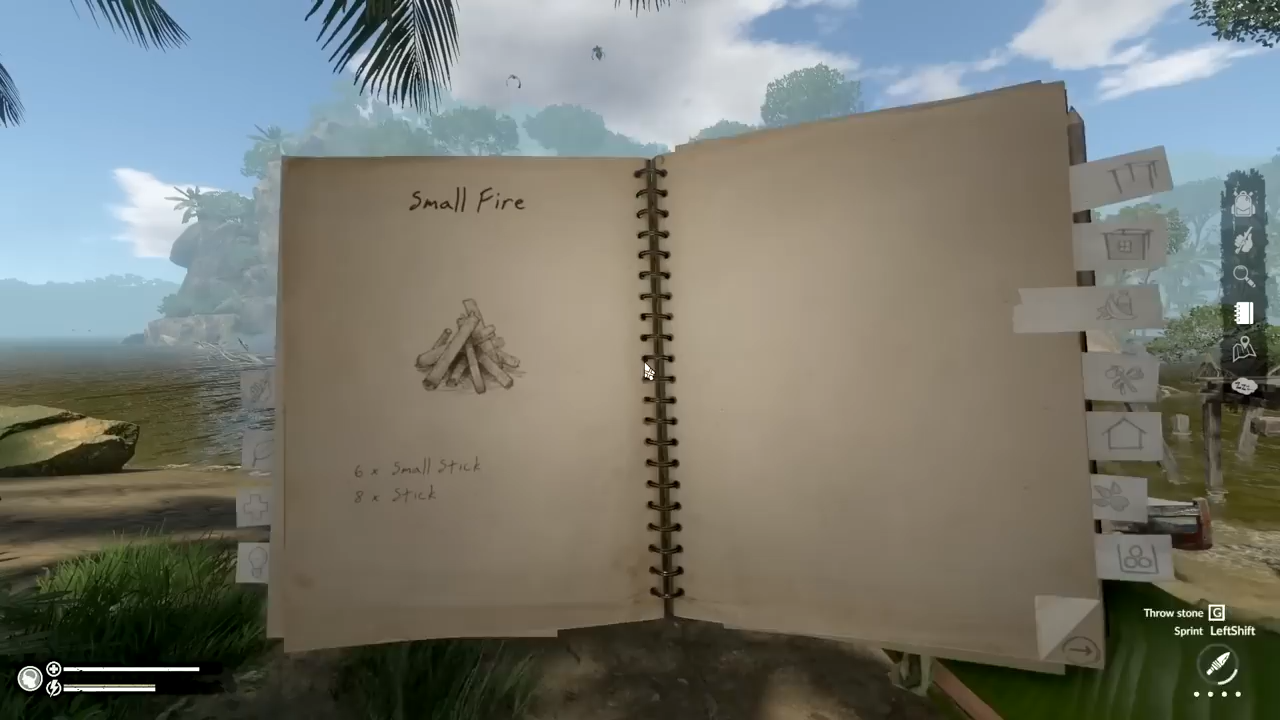 Small Fire
6 x Small Stick
8 x Stick
Throw stone G
Sprint LeftShift